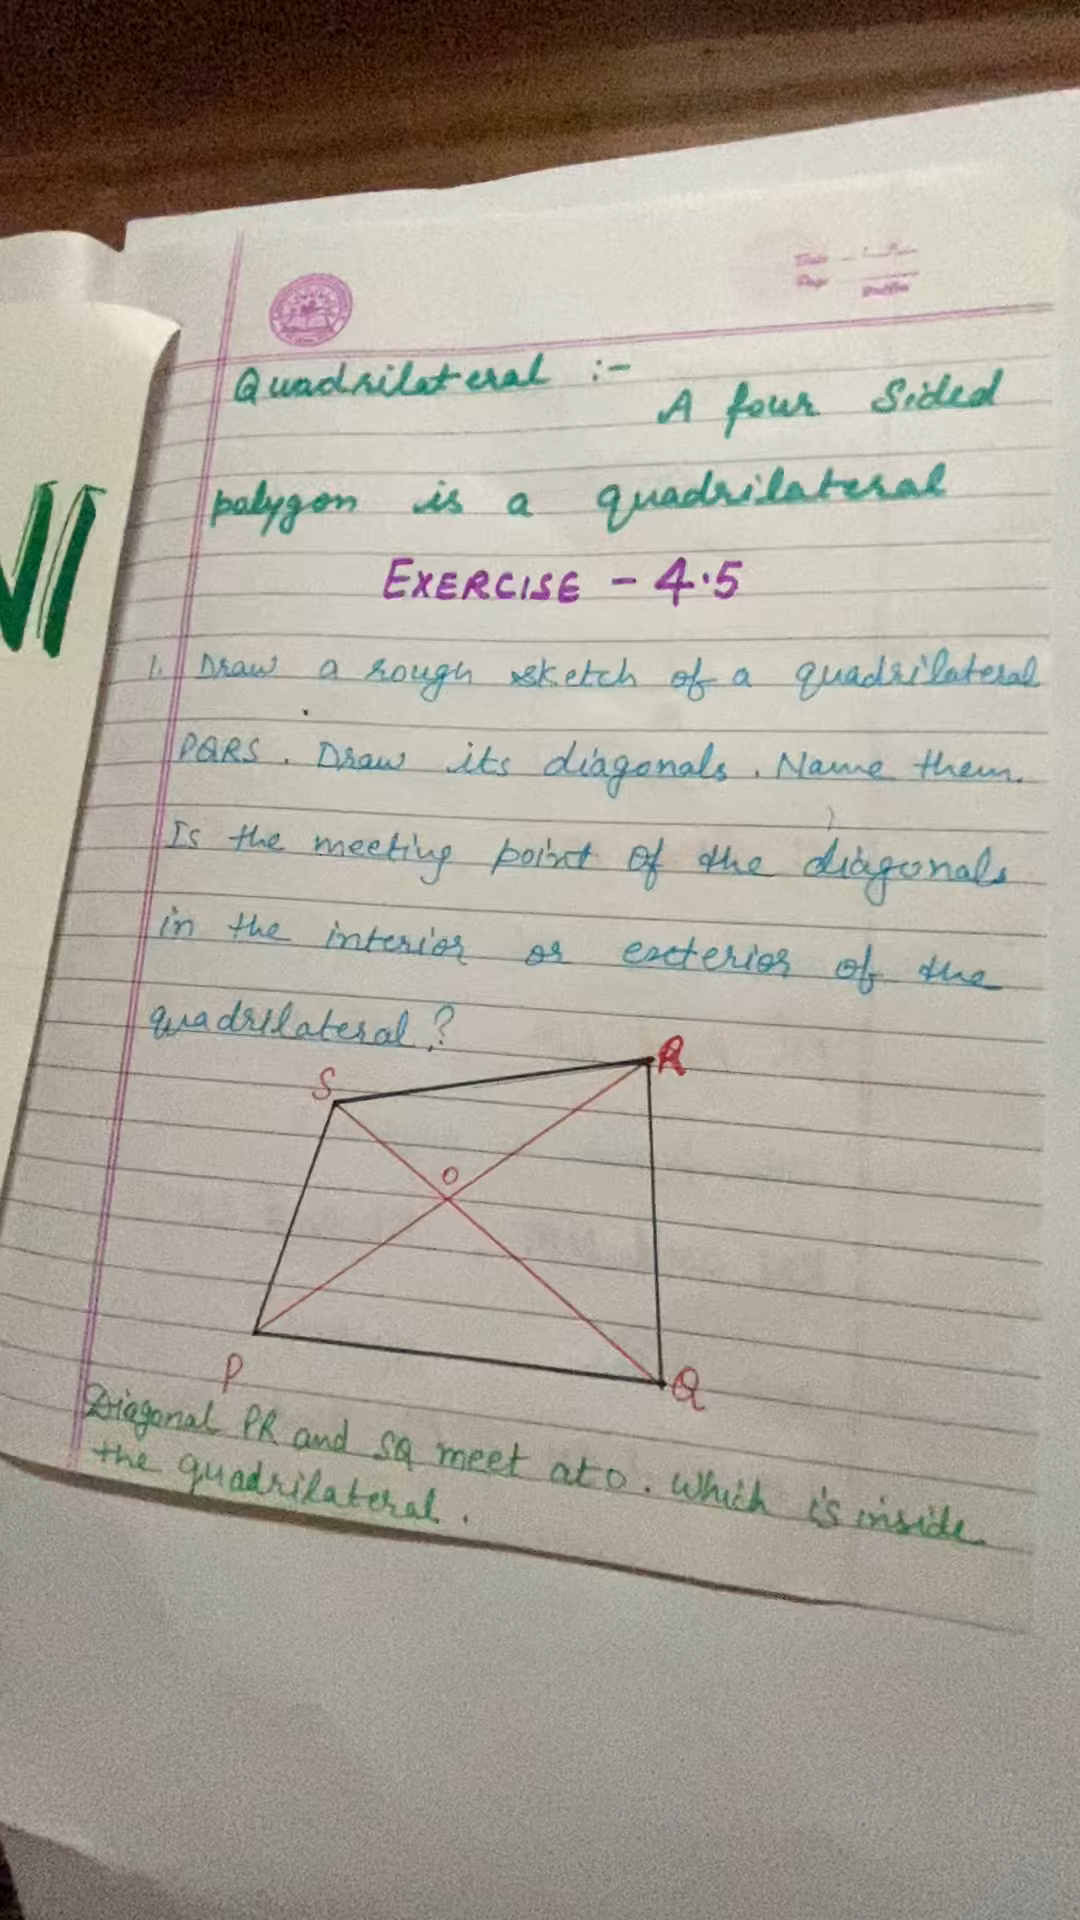 Quadrilateral :-
A four Sided
polygon is a quadrilateral
EXERCISE - 4.5
1. Draw a rough sketch of a quadrilateral
PQRS. Draw its diagonals. Name them.
Is the meeting point of the diagonals
in the interior or exterior of the
quadrilateral?
S
R
O
P
Q
Diagonal PR and SQ meet at O. Which is inside
the quadrilateral.